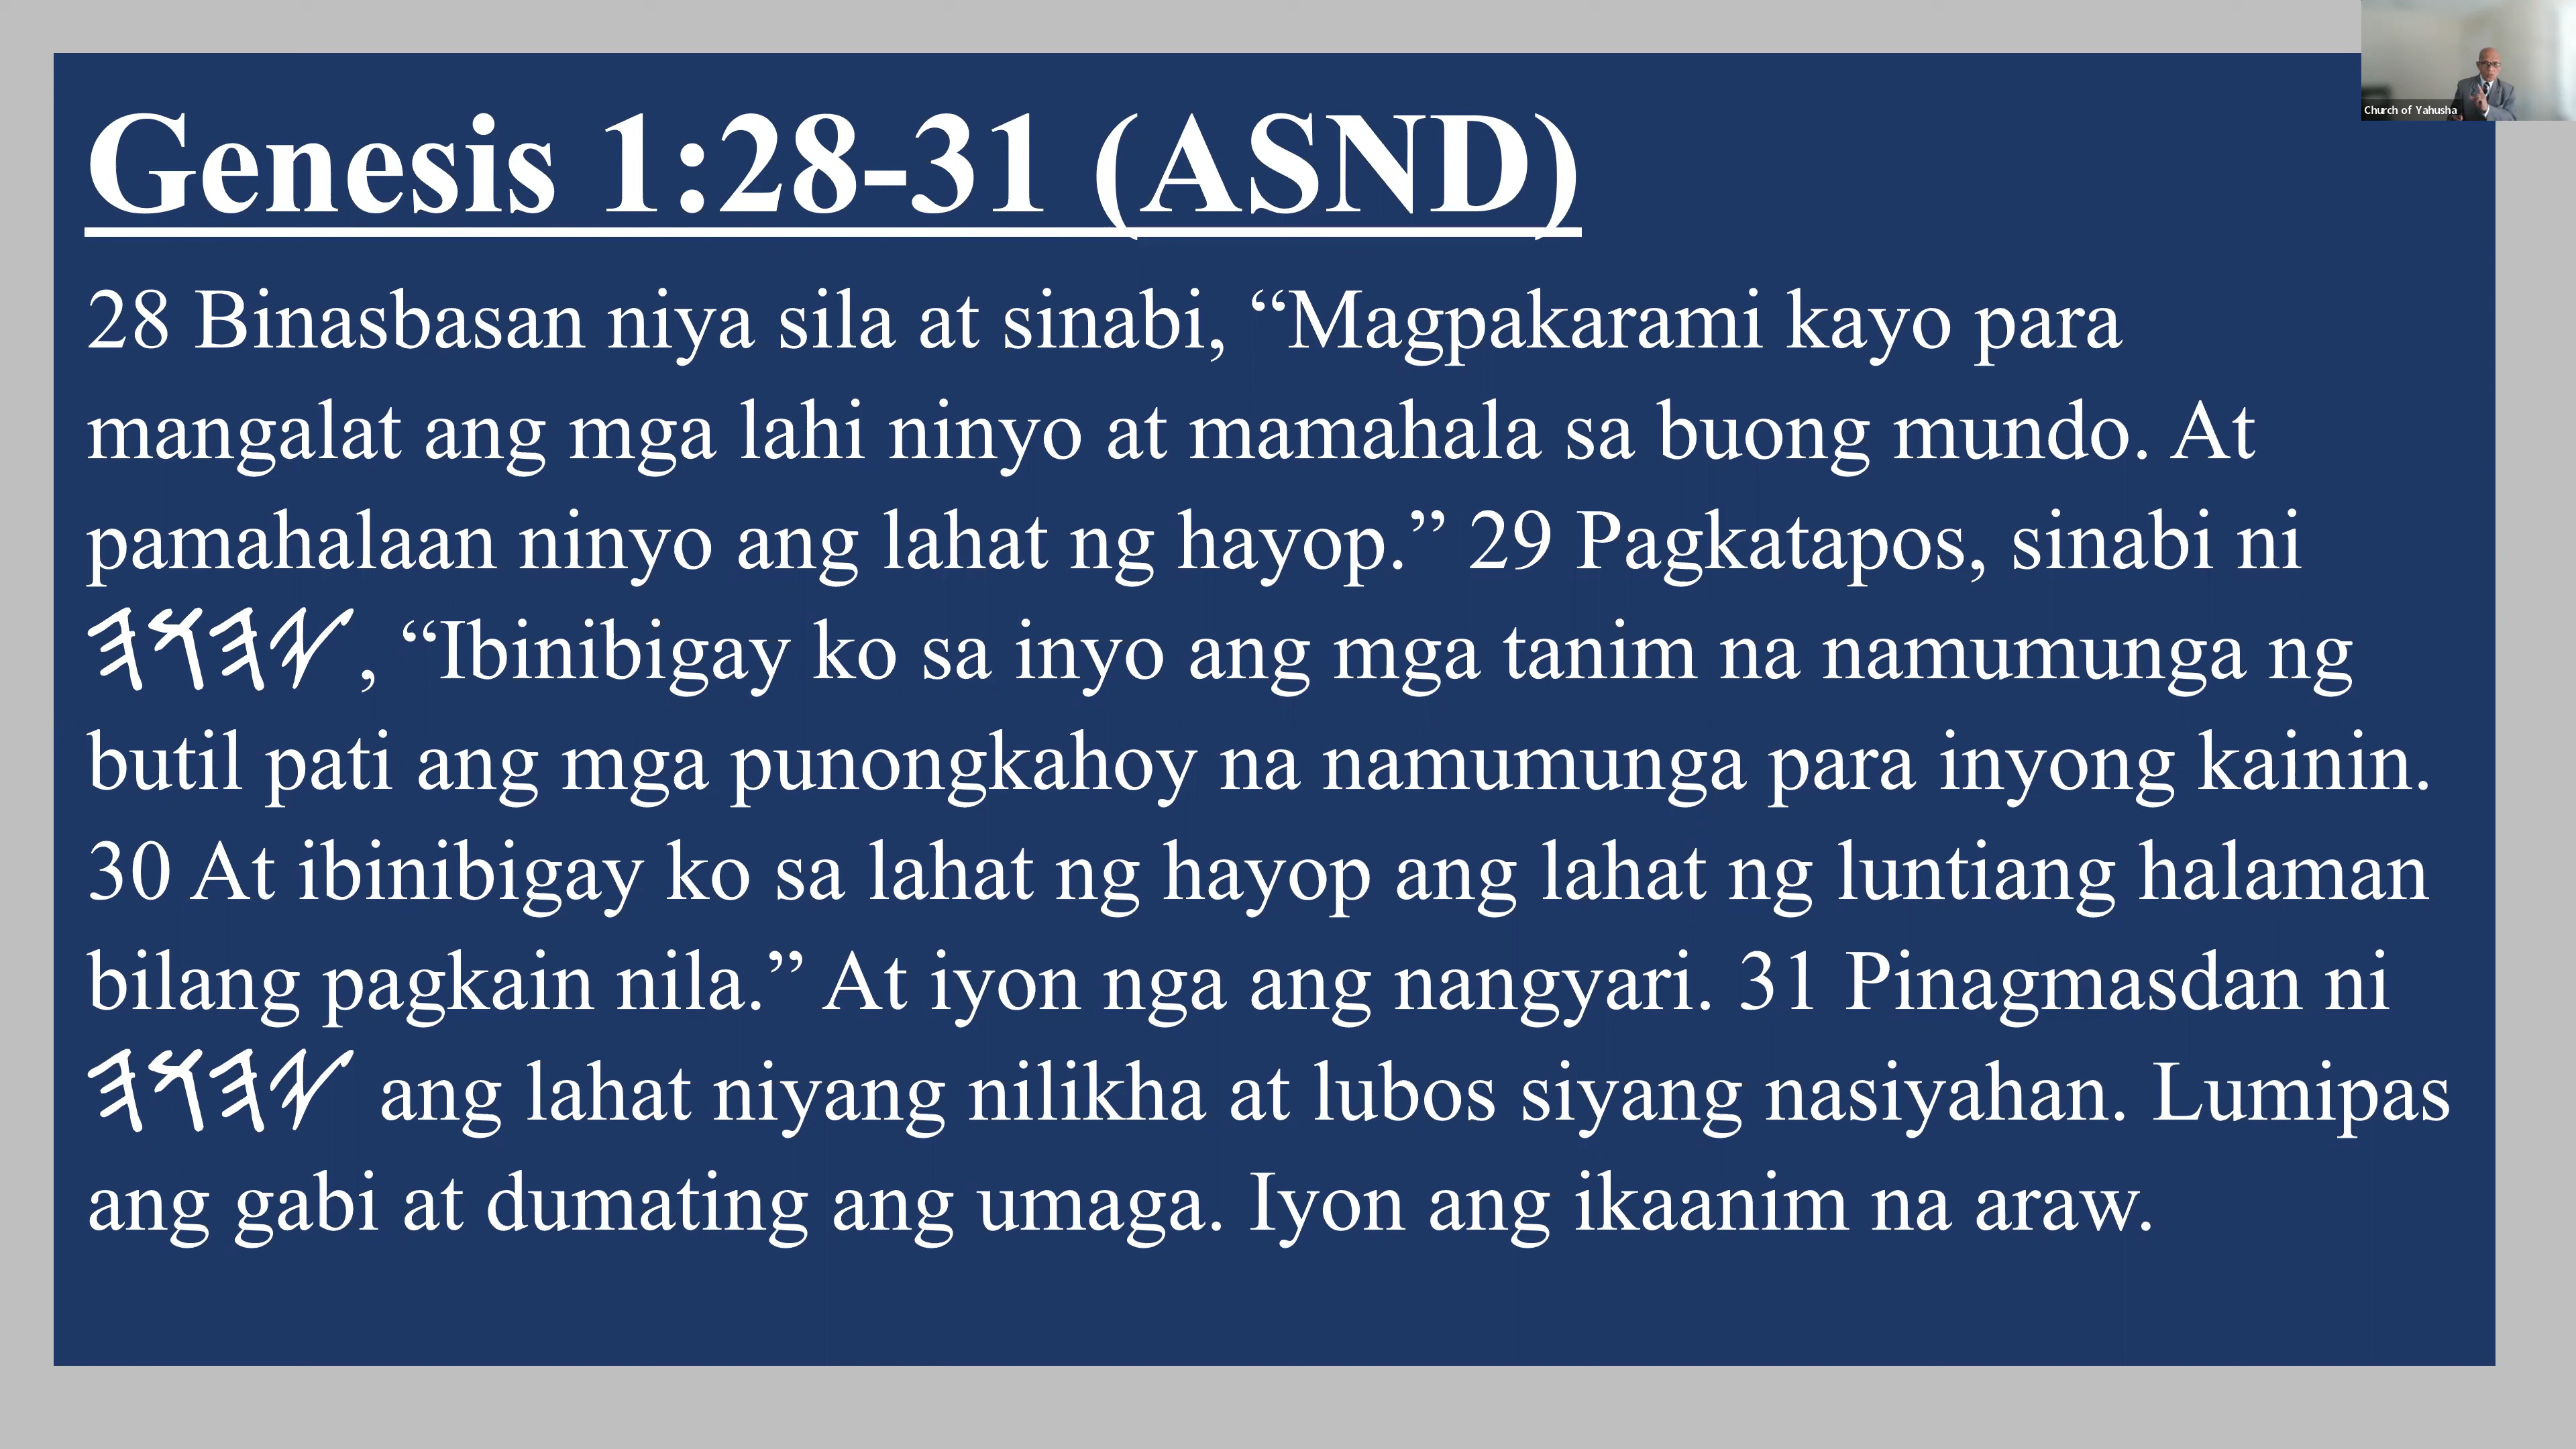 Genesis 1:28-31 (ASND)
28 Binasbasan niya sila at sinabi, “Magpakarami kayo para
mangalat ang mga lahi ninyo at mamahala sa buong mundo. At
pamahalaan ninyo ang lahat ng hayop.” 29 Pagkatapos, sinabi ni
𐤉𐤄𐤅𐤄, “Ibinibigay ko sa inyo ang mga tanim na namumunga ng
butil pati ang mga punongkahoy na namumunga para inyong kainin.
30 At ibinibigay ko sa lahat ng hayop ang lahat ng luntiang halaman
bilang pagkain nila.” At iyon nga ang nangyari. 31 Pinagmasdan ni
𐤉𐤄𐤅𐤄 ang lahat niyang nilikha at lubos siyang nasiyahan. Lumipas
ang gabi at dumating ang umaga. Iyon ang ikaanim na araw.
Church of Yahusha